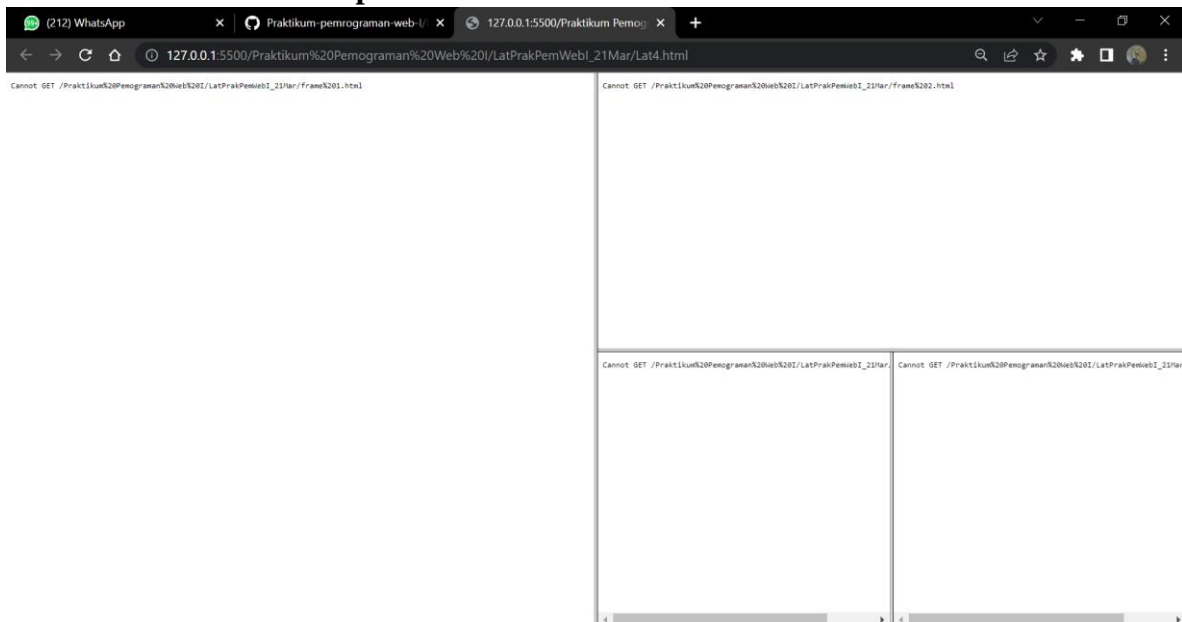 (212) WhatsApp
Praktikum-pemrograman-web-I/
127.0.0.1:5500/Praktikum Pemog
127.0.0.1:5500/Praktikum%20Pemograman%20Web%20I/LatPrakPemWebI_21Mar/Lat4.html
Cannot GET /Praktikum%20Pemograman%20Web%20I/LatPrakPemWebI_21Mar/frame%201.html
Cannot GET /Praktikum%20Pemograman%20Web%20I/LatPrakPemWebI_21Mar/frame%202.html
Cannot GET /Praktikum%20Pemograman%20Web%20I/LatPrakPemWebI_21Mar
Cannot GET /Praktikum%20Pemograman%20Web%20I/LatPrakPemWebI_21Mar